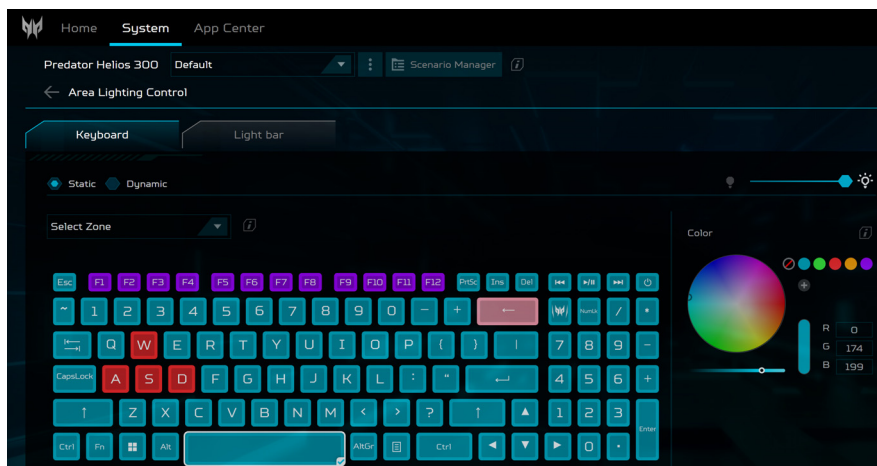 Home System App Center
Predator Helios 300 Default Scenario Manager i
Area Lighting Control
Keyboard Light bar
Static Dynamic
Select Zone i
Color i
Esc F1 F2 F3 F4 F5 F6 F7 F8 F9 F10 F11 F12 PrtSc Ins Del
~ 1 2 3 4 5 6 7 8 9 0 - + ← NumLk / *
Q W E R T Y U I O P { } | 7 8 9 -
CapsLock A S D F G H J K L : " 4 5 6 +
↑ Z X C V B N M < > ? ↑ 1 2 3 Enter
Ctrl Fn Alt AltGr Ctrl 0 .
R 0
G 174
B 199